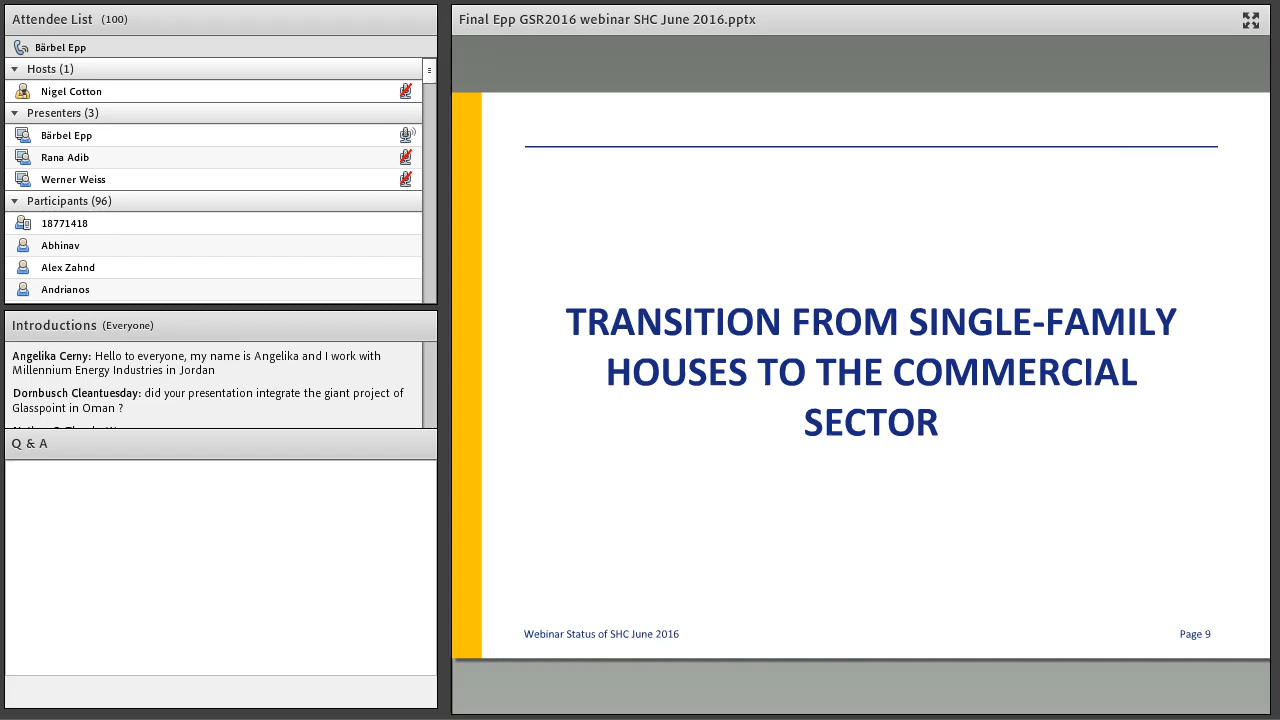 Attendee List (100)
Bärbel Epp
Hosts (1)
Nigel Cotton
Presenters (3)
Bärbel Epp
Rana Adib
Werner Weiss
Participants (96)
18771418
Abhinav
Alex Zahnd
Andrianos
Introductions (Everyone)
Angelika Cerny: Hello to everyone, my name is Angelika and I work with
Millennium Energy Industries in Jordan
Dornbusch Cleantuesday: did your presentation integrate the giant project of
Glasspoint in Oman ?
Q & A
Final Epp GSR2016 webinar SHC June 2016.pptx
TRANSITION FROM SINGLE-FAMILY
HOUSES TO THE COMMERCIAL
SECTOR
Webinar Status of SHC June 2016
Page 9